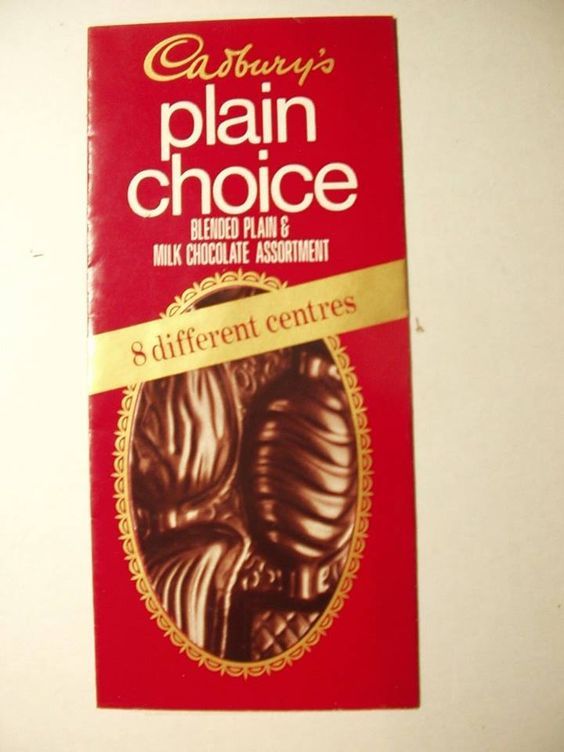 Cadbury's
plain
choice
BLENDED PLAIN &
MILK CHOCOLATE ASSORTMENT
8 different centres